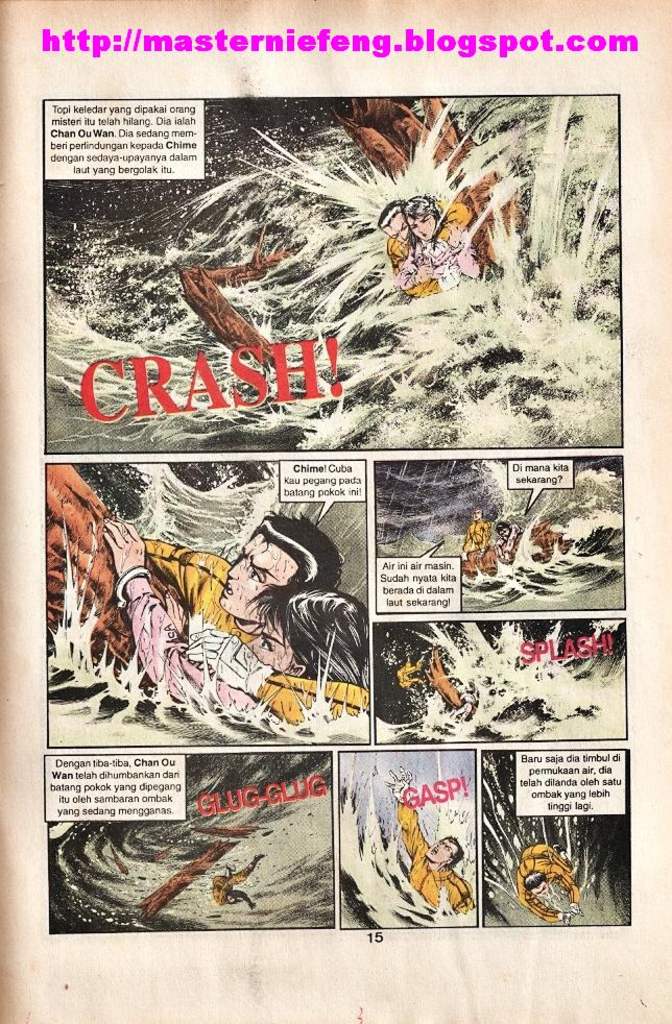 http://masterniefeng.blogspot.com
Topi keledar yang dipakai orang
misteri itu telah hilang. Dia ialah
Chan Ou Wan. Dia sedang mem-
beri perlindungan kepada Chime
dengan sedaya-upayanya dalam
laut yang bergolak itu.
CRASH!
Chime! Cuba
kau pegang pada
batang pokok ini!
Di mana kita
sekarang?
Air ini air masin.
Sudah nyata kita
berada di dalam
laut sekarang!
SPLASH!
Dengan tiba-tiba, Chan Ou
Wan telah dihumbankan dari
batang pokok yang dipegang
itu oleh sambaran ombak
yang sedang mengganas.
GLUG-GLUG
GASP!
Baru saja dia timbul di
permukaan air, dia
telah dilanda oleh satu
ombak yang lebih
tinggi lagi.
15